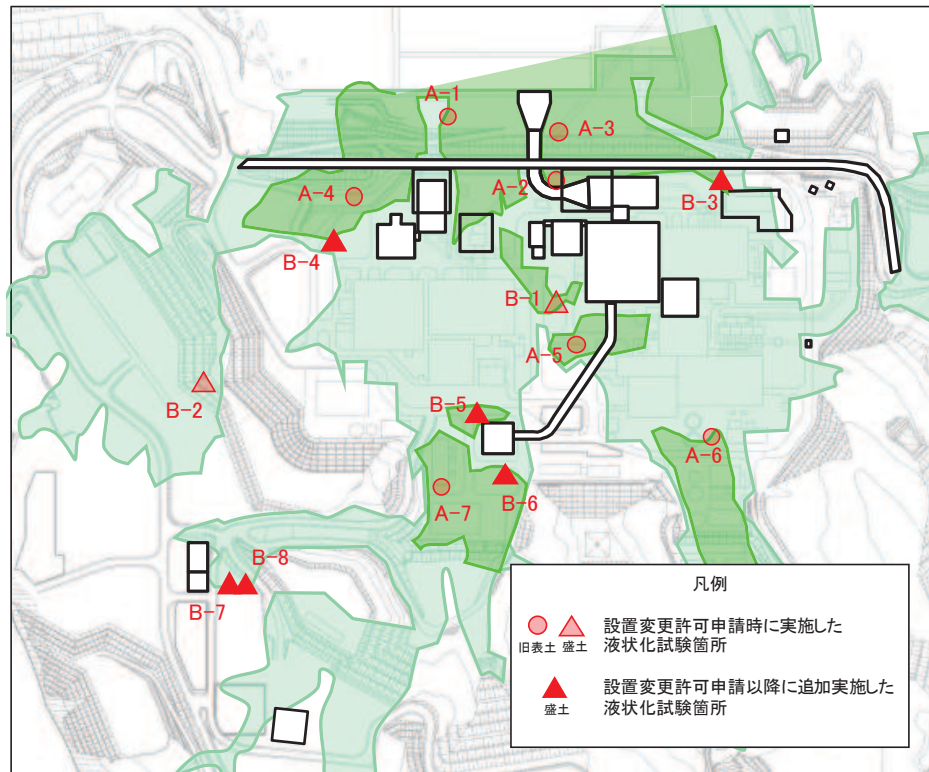 A-1
A-3
A-2
A-4
B-3
B-4
B-1
A-5
B-2
B-5
A-6
B-6
A-7
B-8
B-7
凡例
旧表土 盛土
設置変更許可申請時に実施した
液状化試験箇所
盛土
設置変更許可申請以降に追加実施した
液状化試験箇所